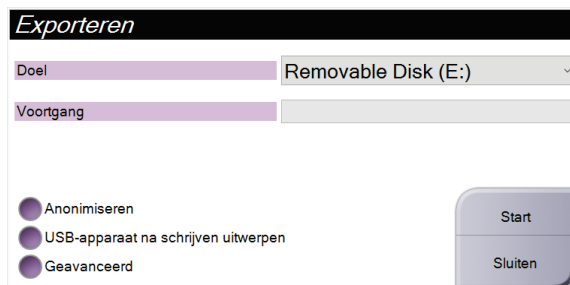 Exporteren
Doel
Removable Disk (E:)
Voortgang
Anonimiseren
USB-apparaat na schrijven uitwerpen
Geavanceerd
Start
Sluiten